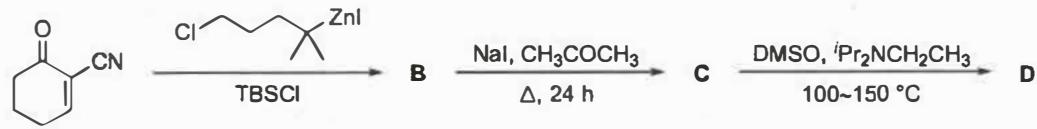 O
CN
Cl
ZnI
TBSCl
B
NaI, CH₃COCH₃
Δ, 24 h
C
DMSO, ⁱPr₂NCH₂CH₃
100~150 °C
D